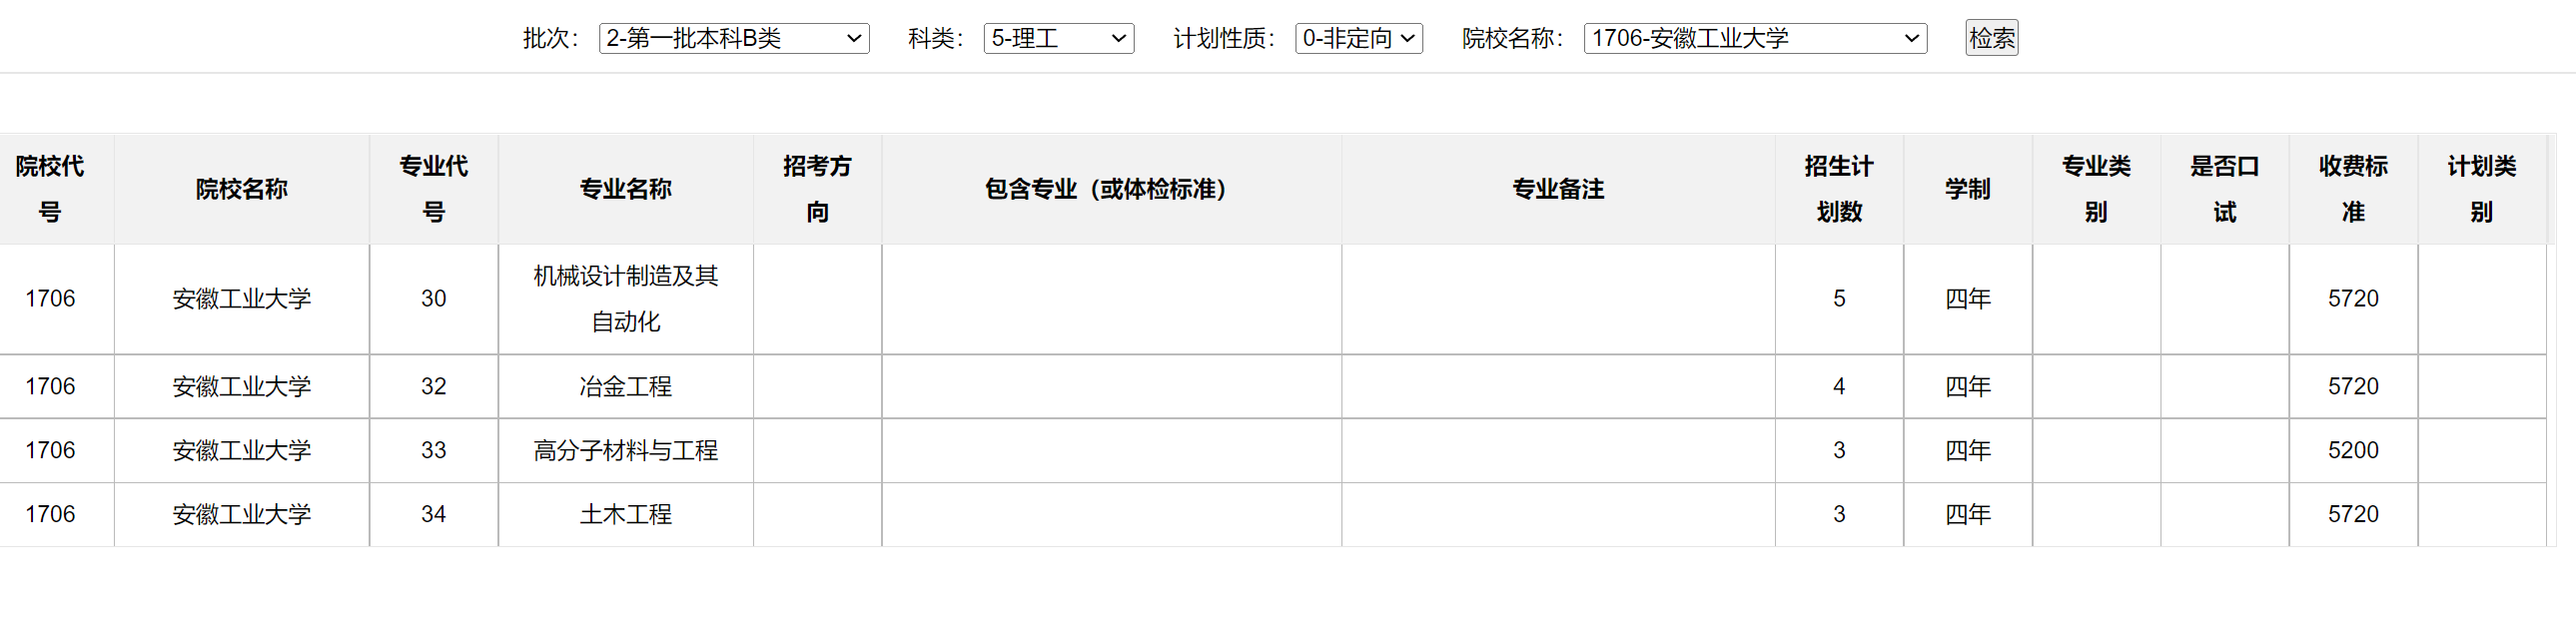 批次： 2-第一批本科B类 科类： 5-理工 计划性质： 0-非定向 院校名称： 1706-安徽工业大学 检索
院校代号 院校名称 专业代号 专业名称 招考方向 包含专业（或体检标准） 专业备注 招生计划数 学制 专业类别 是否口试 收费标准 计划类别
1706 安徽工业大学 30 机械设计制造及其自动化 5 四年 5720
1706 安徽工业大学 32 冶金工程 4 四年 5720
1706 安徽工业大学 33 高分子材料与工程 3 四年 5200
1706 安徽工业大学 34 土木工程 3 四年 5720